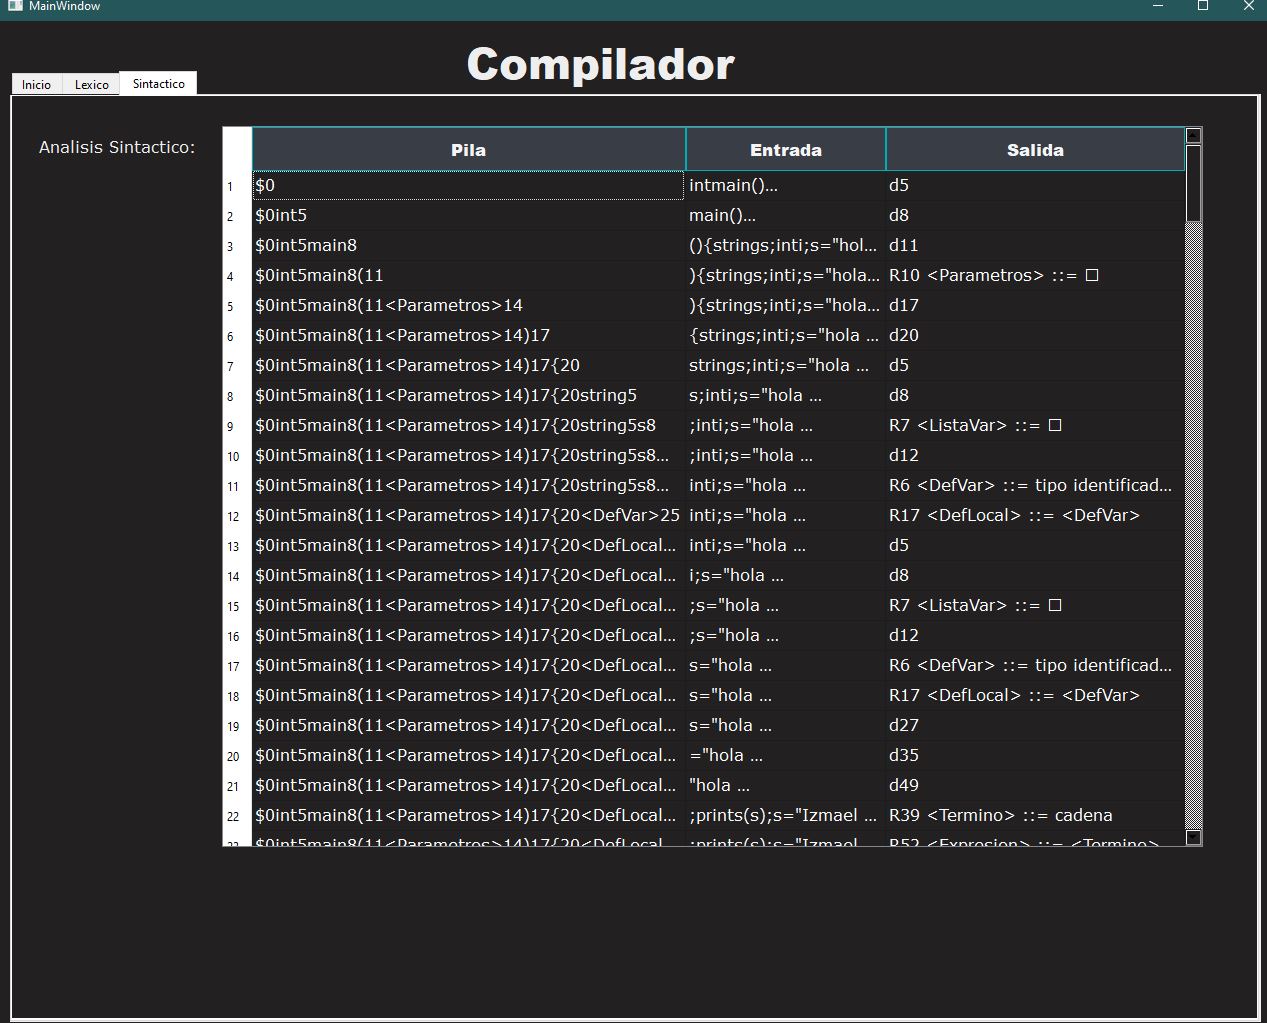 MainWindow
Compilador
Inicio Lexico Sintactico
Analisis Sintactico:
Pila Entrada Salida
1 $0 intmain()... d5
2 $0int5 main()... d8
3 $0int5main8 (){strings;inti;s="hol... d11
4 $0int5main8(11 ){strings;inti;s="hola... R10 <Parametros> ::= □
5 $0int5main8(11<Parametros>14 ){strings;inti;s="hola... d17
6 $0int5main8(11<Parametros>14)17 {strings;inti;s="hola ... d20
7 $0int5main8(11<Parametros>14)17{20 strings;inti;s="hola ... d5
8 $0int5main8(11<Parametros>14)17{20string5 s;inti;s="hola ... d8
9 $0int5main8(11<Parametros>14)17{20string5s8 ;inti;s="hola ... R7 <ListaVar> ::= □
10 $0int5main8(11<Parametros>14)17{20string5s8... ;inti;s="hola ... d12
11 $0int5main8(11<Parametros>14)17{20string5s8... inti;s="hola ... R6 <DefVar> ::= tipo identificad...
12 $0int5main8(11<Parametros>14)17{20<DefVar>25 inti;s="hola ... R17 <DefLocal> ::= <DefVar>
13 $0int5main8(11<Parametros>14)17{20<DefLocal... inti;s="hola ... d5
14 $0int5main8(11<Parametros>14)17{20<DefLocal... i;s="hola ... d8
15 $0int5main8(11<Parametros>14)17{20<DefLocal... ;s="hola ... R7 <ListaVar> ::= □
16 $0int5main8(11<Parametros>14)17{20<DefLocal... ;s="hola ... d12
17 $0int5main8(11<Parametros>14)17{20<DefLocal... s="hola ... R6 <DefVar> ::= tipo identificad...
18 $0int5main8(11<Parametros>14)17{20<DefLocal... s="hola ... R17 <DefLocal> ::= <DefVar>
19 $0int5main8(11<Parametros>14)17{20<DefLocal... s="hola ... d27
20 $0int5main8(11<Parametros>14)17{20<DefLocal... ="hola ... d35
21 $0int5main8(11<Parametros>14)17{20<DefLocal... "hola ... d49
22 $0int5main8(11<Parametros>14)17{20<DefLocal... ;prints(s);s="Izmael ... R39 <Termino> ::= cadena
23 $0int5main8(11<Parametros>14)17{20<DefLocal... ;prints(s);s="Izmael ... R52 <Expresion> ::= <Termino>